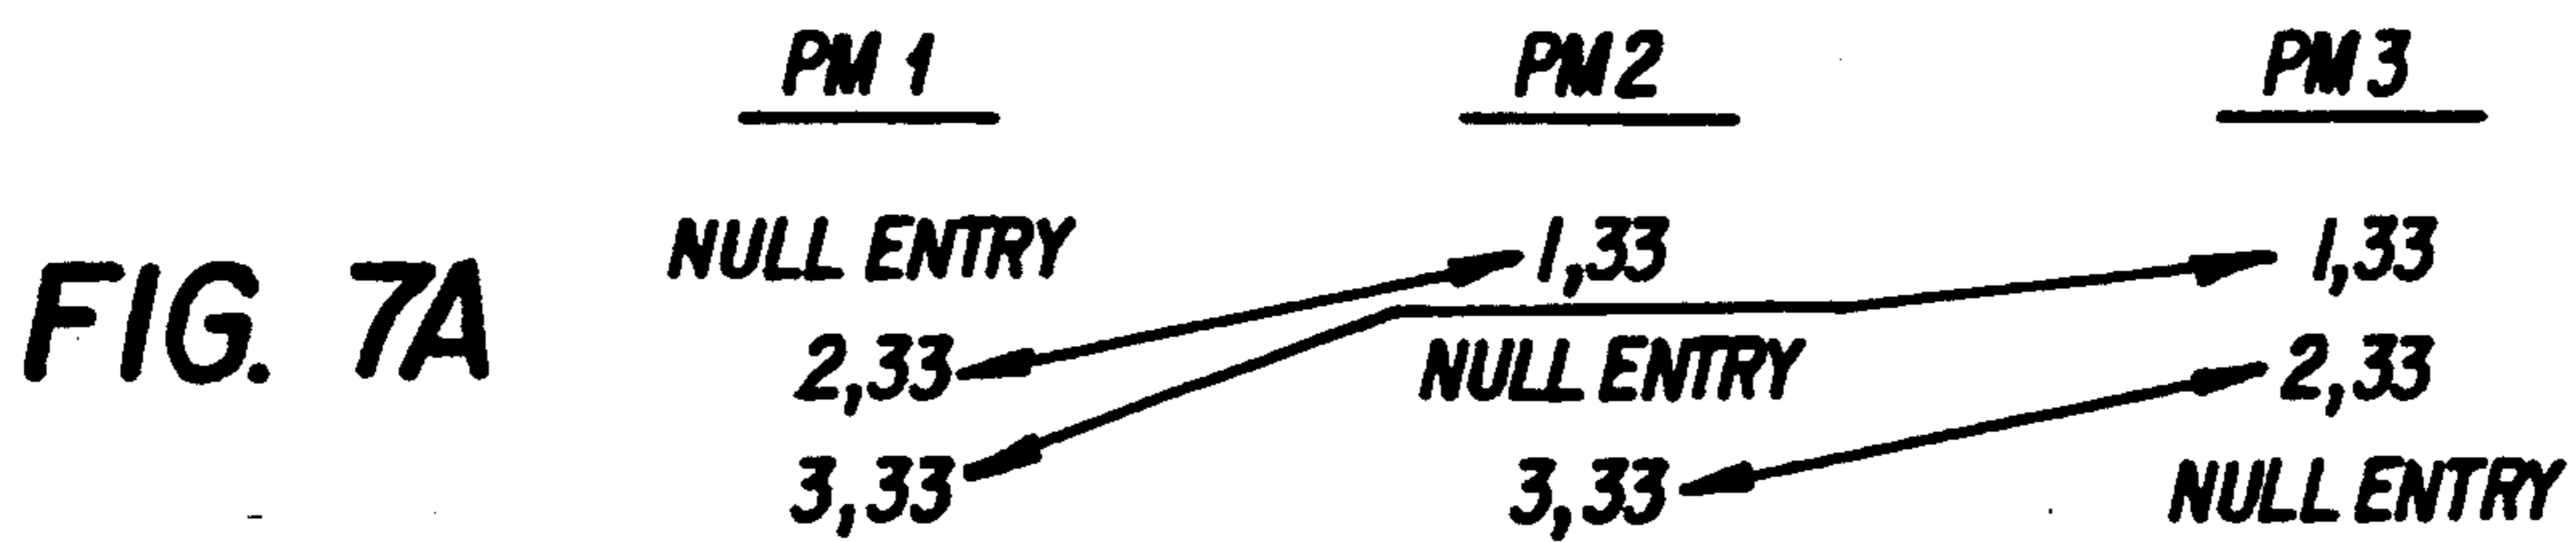 PM 1 PM 2 PM 3
NULL ENTRY 1,33 1,33
FIG. 7A
2,33 NULL ENTRY 2,33
3,33 3,33 NULL ENTRY